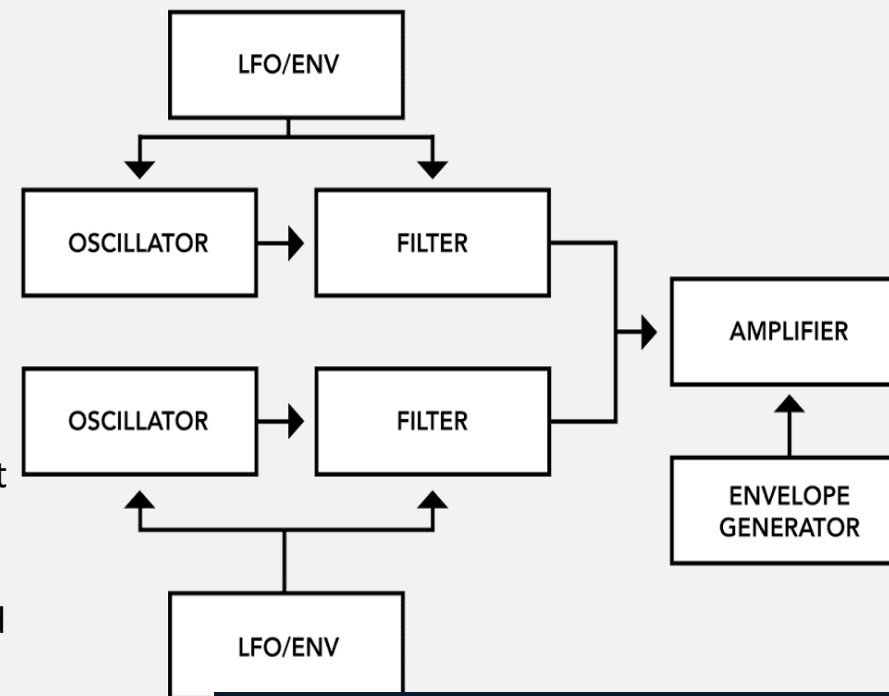 LFO/ENV
OSCILLATOR
FILTER
AMPLIFIER
OSCILLATOR
FILTER
t
ENVELOPE
GENERATOR
LFO/ENV